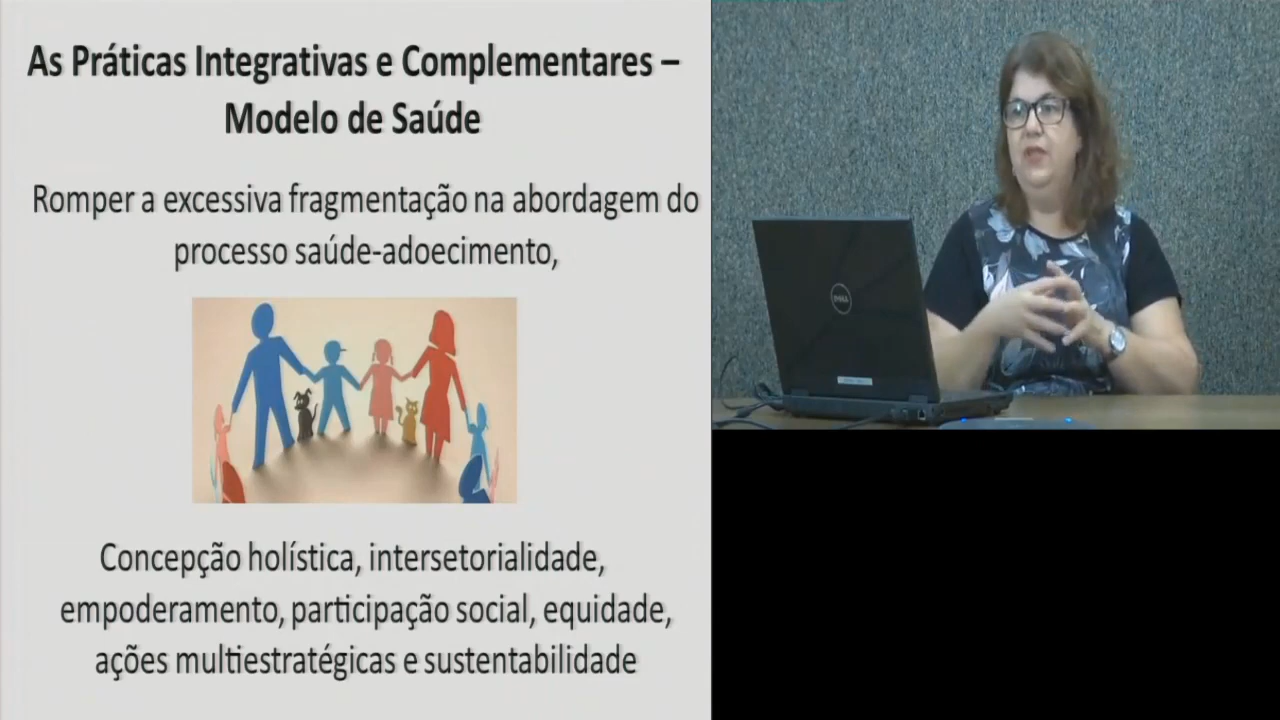 As Práticas Integrativas e Complementares –
Modelo de Saúde
Romper a excessiva fragmentação na abordagem do
processo saúde-adoecimento,
Concepção holística, intersetorialidade,
empoderamento, participação social, equidade,
ações multiestratégicas e sustentabilidade
DELL